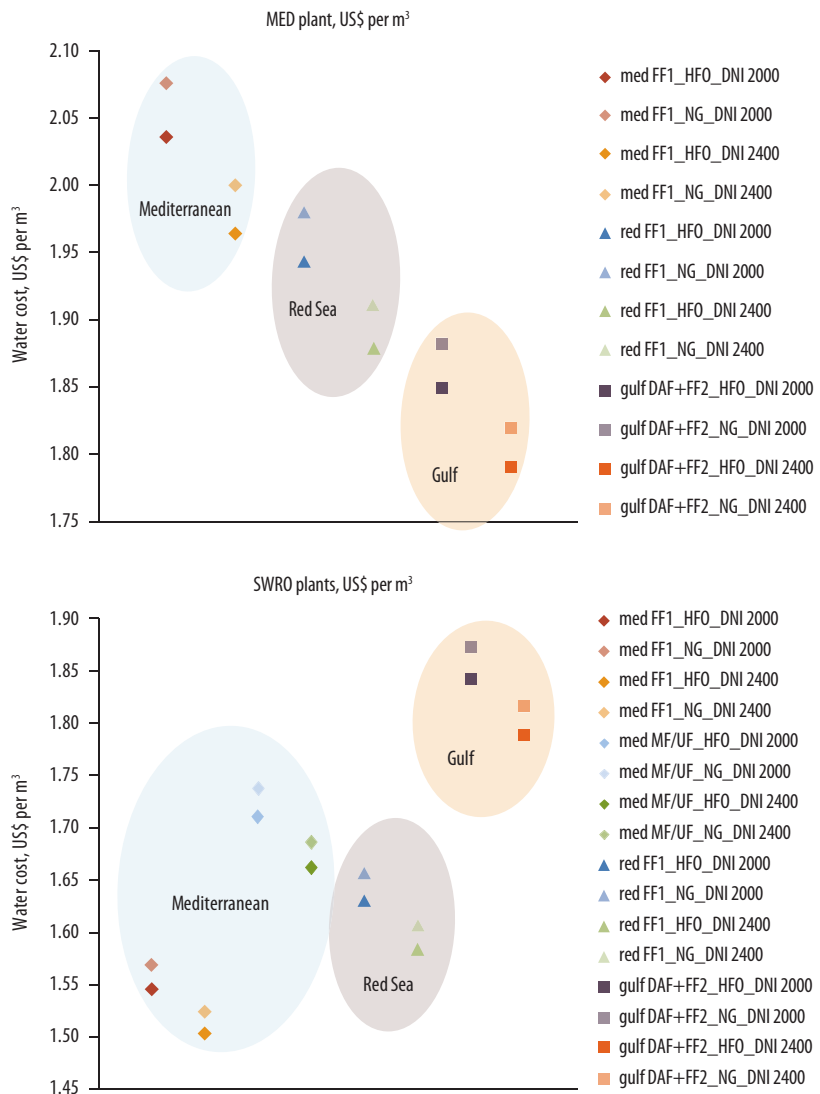 MED plant, US$ per m³
Water cost, US$ per m³
2.10
2.05
2.00
1.95
1.90
1.85
1.80
1.75
Mediterranean
Red Sea
Gulf
med FF1_HFO_DNI 2000
med FF1_NG_DNI 2000
med FF1_HFO_DNI 2400
med FF1_NG_DNI 2400
red FF1_HFO_DNI 2000
red FF1_NG_DNI 2000
red FF1_HFO_DNI 2400
red FF1_NG_DNI 2400
gulf DAF+FF2_HFO_DNI 2000
gulf DAF+FF2_NG_DNI 2000
gulf DAF+FF2_HFO_DNI 2400
gulf DAF+FF2_NG_DNI 2400
SWRO plants, US$ per m³
Water cost, US$ per m³
1.90
1.85
1.80
1.75
1.70
1.65
1.60
1.55
1.50
1.45
Gulf
Mediterranean
Red Sea
med FF1_HFO_DNI 2000
med FF1_NG_DNI 2000
med FF1_HFO_DNI 2400
med FF1_NG_DNI 2400
med MF/UF_HFO_DNI 2000
med MF/UF_NG_DNI 2000
med MF/UF_HFO_DNI 2400
med MF/UF_NG_DNI 2400
red FF1_HFO_DNI 2000
red FF1_NG_DNI 2000
red FF1_HFO_DNI 2400
red FF1_NG_DNI 2400
gulf DAF+FF2_HFO_DNI 2000
gulf DAF+FF2_NG_DNI 2000
gulf DAF+FF2_HFO_DNI 2400
gulf DAF+FF2_NG_DNI 2400